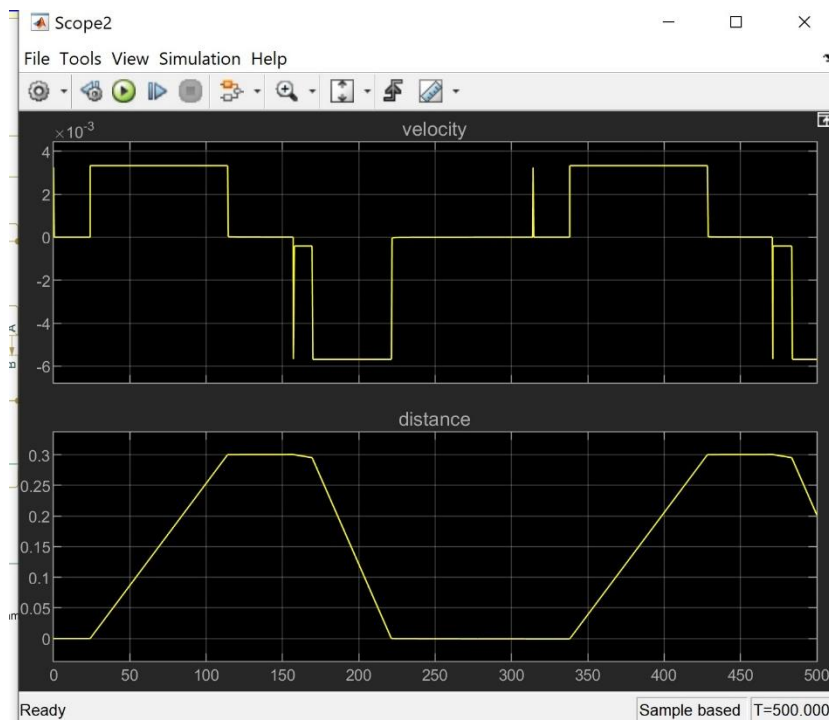 Scope2
File Tools View Simulation Help
velocity
×10⁻³
4
2
0
-2
-4
-6
distance
0.3
0.25
0.2
0.15
0.1
0.05
0
0 50 100 150 200 250 300 350 400 450 500
A
B
Ready
Sample based T=500.000